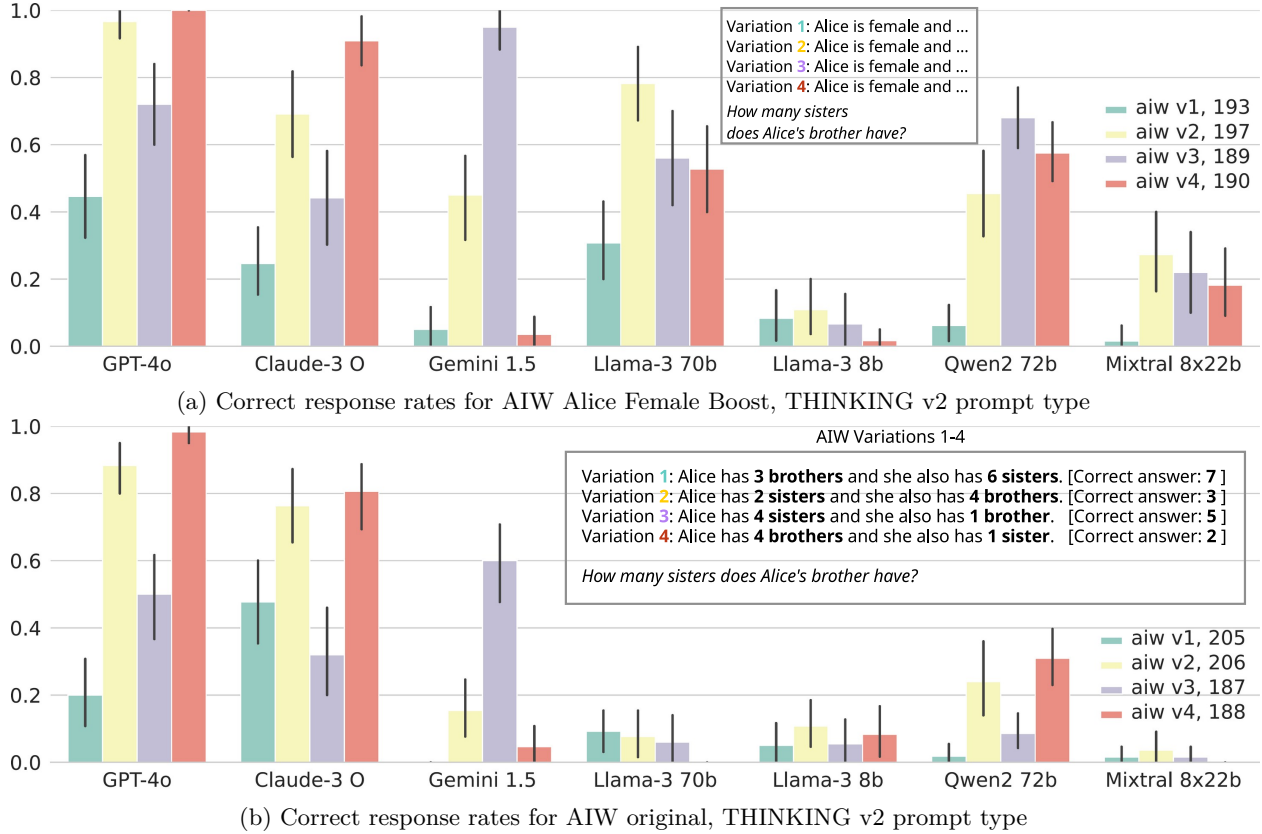 1.0
0.8
0.6
0.4
0.2
0.0
Variation 1: Alice is female and ...
Variation 2: Alice is female and ...
Variation 3: Alice is female and ...
Variation 4: Alice is female and ...
How many sisters
does Alice's brother have?
aiw v1, 193
aiw v2, 197
aiw v3, 189
aiw v4, 190
GPT-4o Claude-3 O Gemini 1.5 Llama-3 70b Llama-3 8b Qwen2 72b Mixtral 8x22b
(a) Correct response rates for AIW Alice Female Boost, THINKING v2 prompt type
1.0
0.8
0.6
0.4
0.2
0.0
AIW Variations 1-4
Variation 1: Alice has 3 brothers and she also has 6 sisters. [Correct answer: 7 ]
Variation 2: Alice has 2 sisters and she also has 4 brothers. [Correct answer: 3 ]
Variation 3: Alice has 4 sisters and she also has 1 brother. [Correct answer: 5 ]
Variation 4: Alice has 4 brothers and she also has 1 sister. [Correct answer: 2 ]
How many sisters does Alice's brother have?
aiw v1, 205
aiw v2, 206
aiw v3, 187
aiw v4, 188
GPT-4o Claude-3 O Gemini 1.5 Llama-3 70b Llama-3 8b Qwen2 72b Mixtral 8x22b
(b) Correct response rates for AIW original, THINKING v2 prompt type